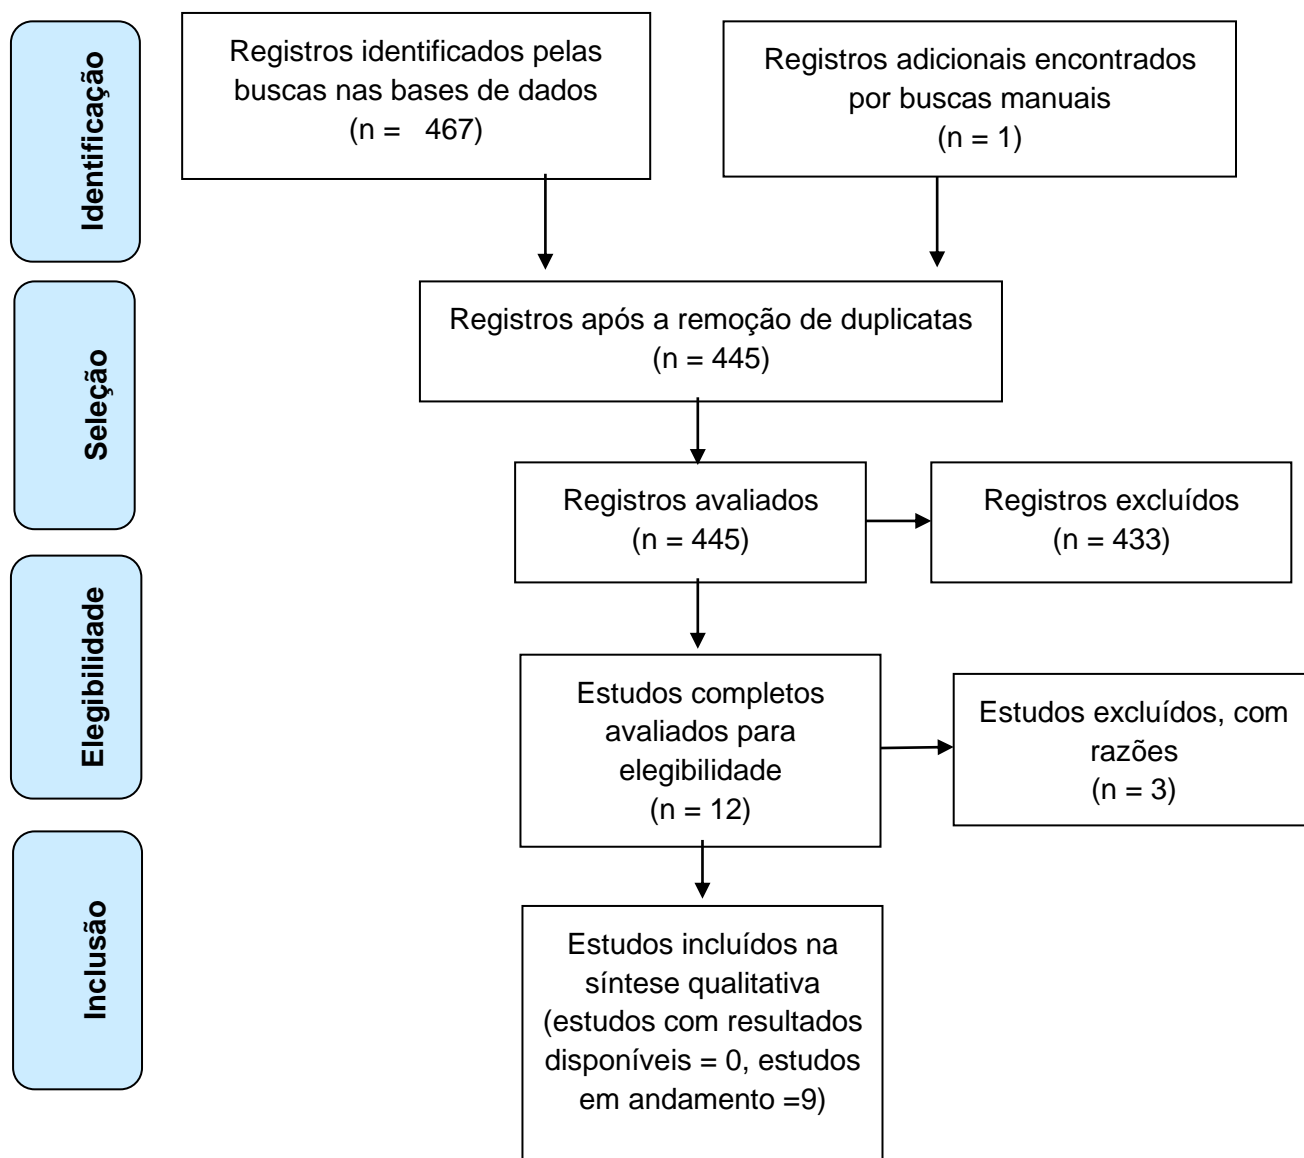 Identificação
Registros identificados pelas
buscas nas bases de dados
(n =   467)
Registros adicionais encontrados
por buscas manuais
(n = 1)
Seleção
Registros após a remoção de duplicatas
(n = 445)
Registros avaliados
(n = 445)
Registros excluídos
(n = 433)
Elegibilidade
Estudos completos
avaliados para
elegibilidade
(n = 12)
Estudos excluídos, com
razões
(n = 3)
Inclusão
Estudos incluídos na
síntese qualitativa
(estudos com resultados
disponíveis = 0, estudos
em andamento =9)